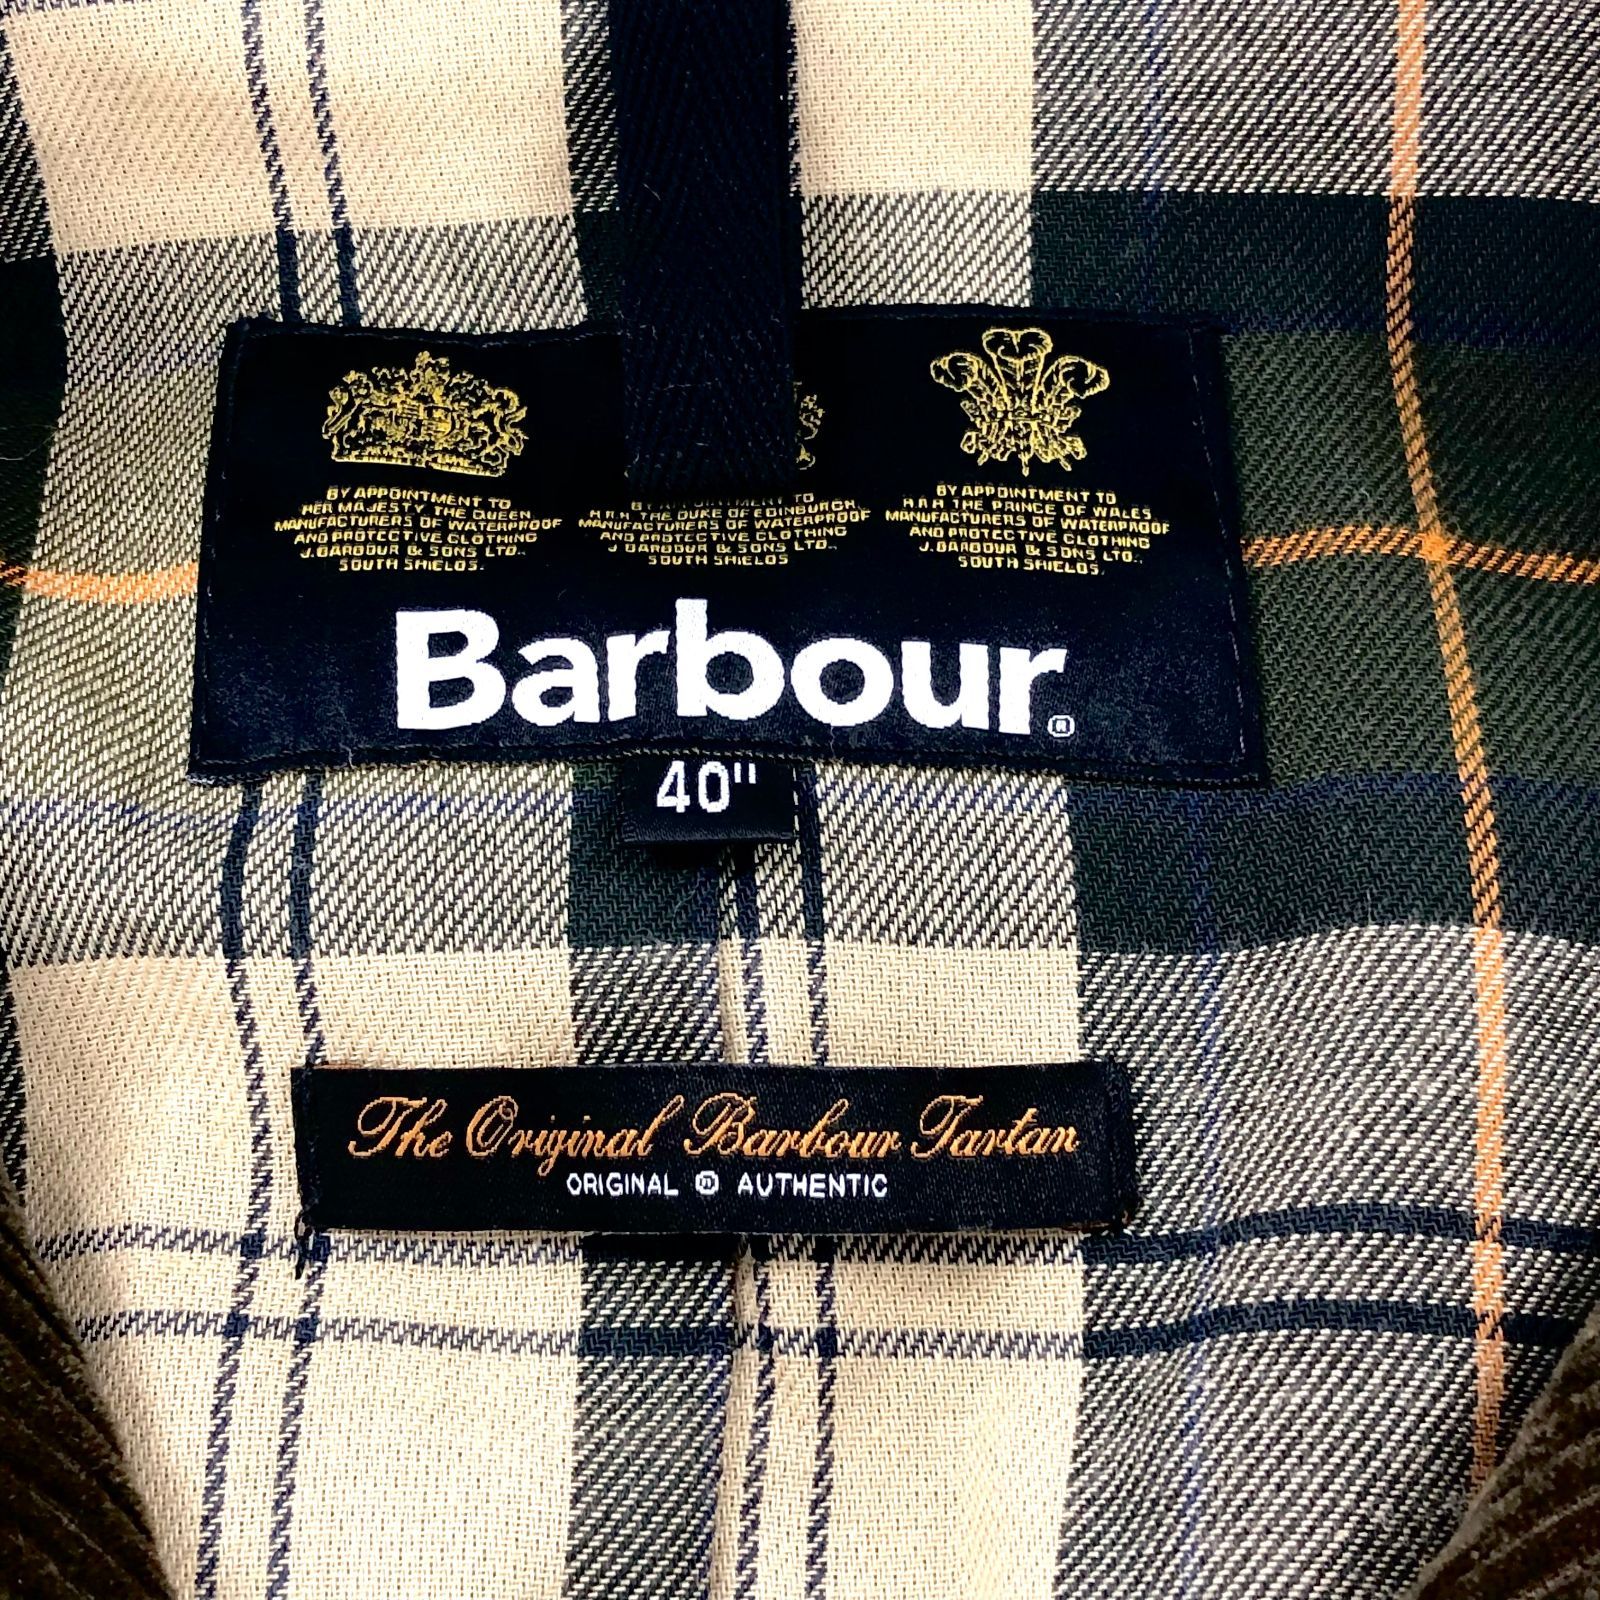 BY APPOINTMENT TO
HER MAJESTY THE QUEEN
MANUFACTURERS OF WATERPROOF
AND PROTECTIVE CLOTHING
J. BARBOUR & SONS LTD.,
SOUTH SHIELDS.
BY APPOINTMENT TO
H.R.H. THE DUKE OF EDINBURGH,
MANUFACTURERS OF WATERPROOF
AND PROTECTIVE CLOTHING
J. BARBOUR & SONS LTD.,
SOUTH SHIELDS
BY APPOINTMENT TO
H.R.H. THE PRINCE OF WALES
MANUFACTURERS OF WATERPROOF
AND PROTECTIVE CLOTHING
J. BARBOUR & SONS LTD.,
SOUTH SHIELDS.
Barbour®
40"
The Original Barbour Tartan
ORIGINAL ® AUTHENTIC